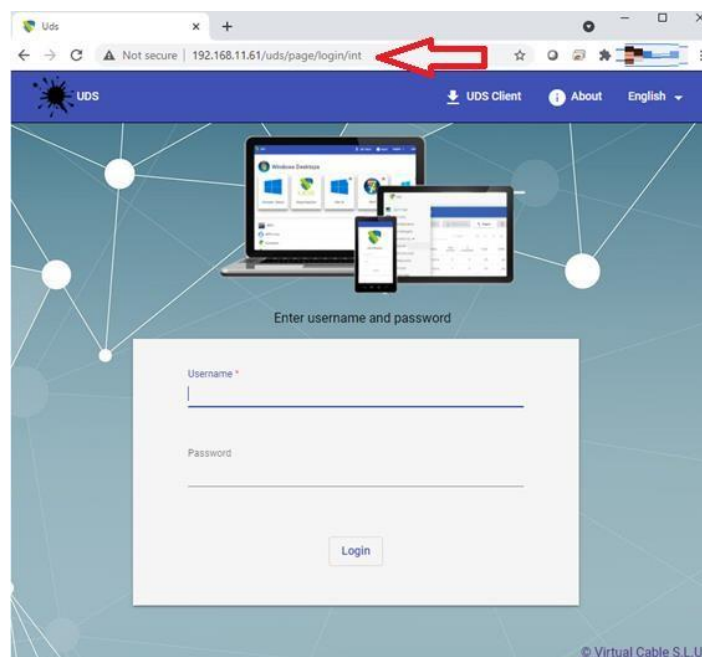 Uds
Not secure | 192.168.11.61/uds/page/login/int
UDS
UDS Client
About
English
Windows Desktops
Enter username and password
Username *
Password
Login
© Virtual Cable S.L.U